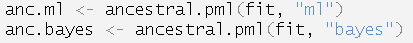 anc.ml <- ancestral.pml(fit, "ml")
anc.bayes <- ancestral.pml(fit, "bayes")